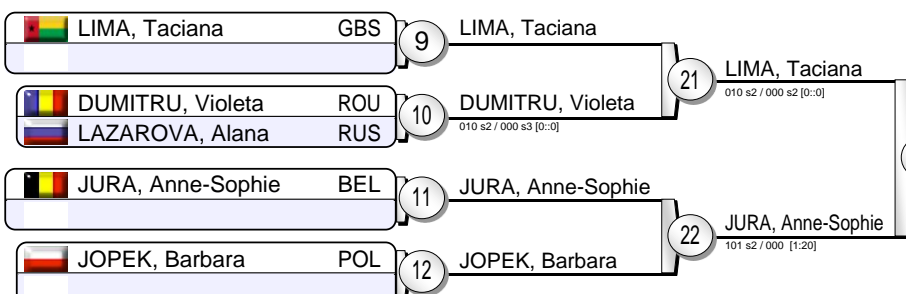 LIMA, Taciana GBS
9
LIMA, Taciana
DUMITRU, Violeta ROU
LAZAROVA, Alana RUS
10
DUMITRU, Violeta
010 s2 / 000 s3 [0::0]
21
LIMA, Taciana
010 s2 / 000 s2 [0::0]
JURA, Anne-Sophie BEL
11
JURA, Anne-Sophie
JOPEK, Barbara POL
12
JOPEK, Barbara
22
JURA, Anne-Sophie
101 s2 / 000 [1:20]